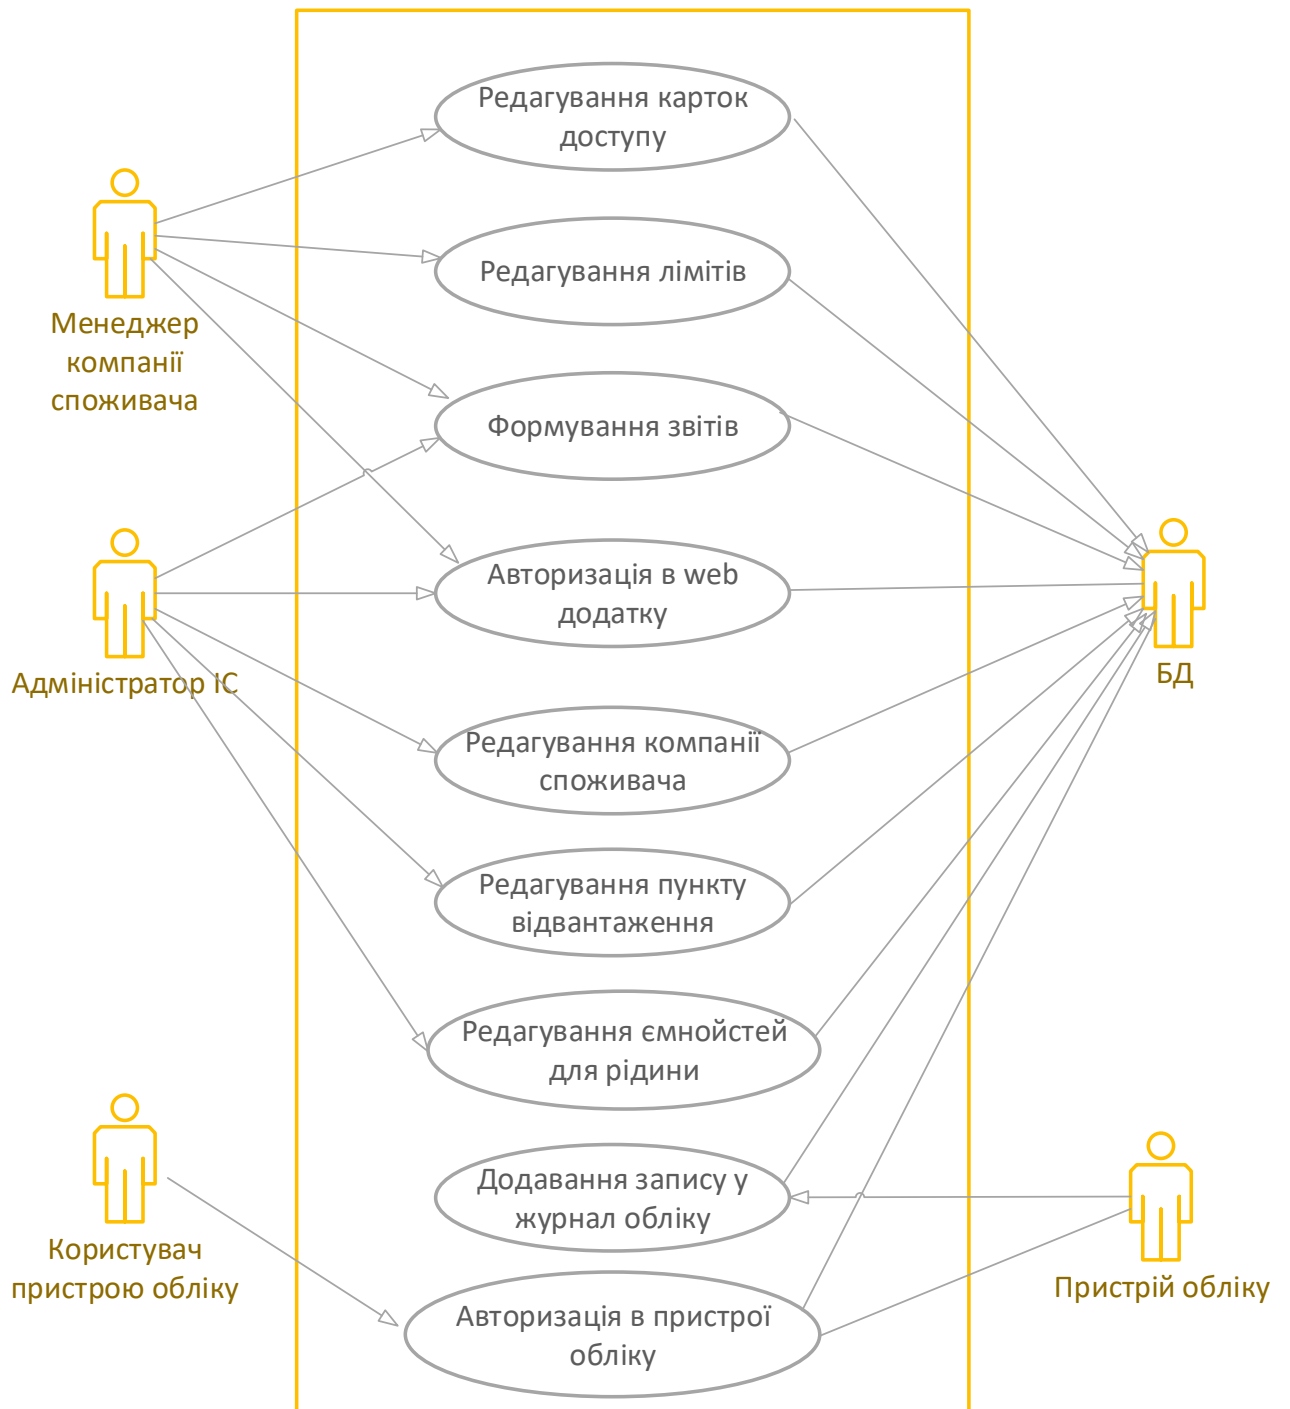 Редагування карток
доступу
Редагування лімітів
Формування звітів
Авторизація в web
додатку
Редагування компанії
споживача
Редагування пункту
відвантаження
Редагування ємнойстей
для рідини
Додавання запису у
журнал обліку
Авторизація в пристрої
обліку
Менеджер
компанії
споживача
Адміністратор ІС
Користувач
пристрою обліку
БД
Пристрій обліку